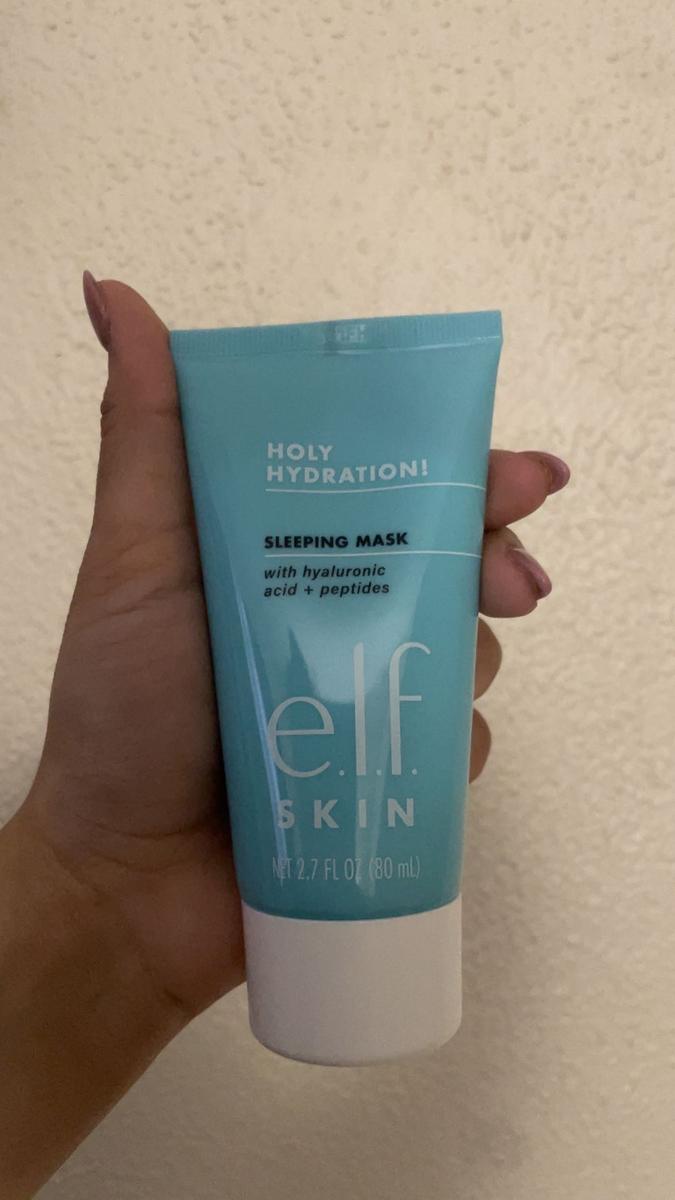 HOLY
HYDRATION!
SLEEPING MASK
with hyaluronic
acid + peptides
e.l.f.
SKIN
NET 2.7 FL OZ (80 mL)